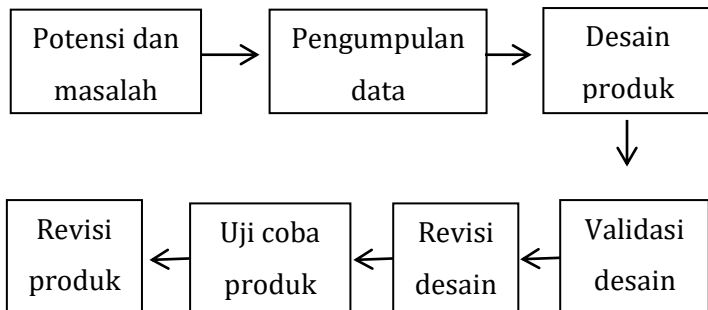 Potensi dan
masalah
Pengumpulan
data
Desain
produk
Revisi
produk
Uji coba
produk
Revisi
desain
Validasi
desain